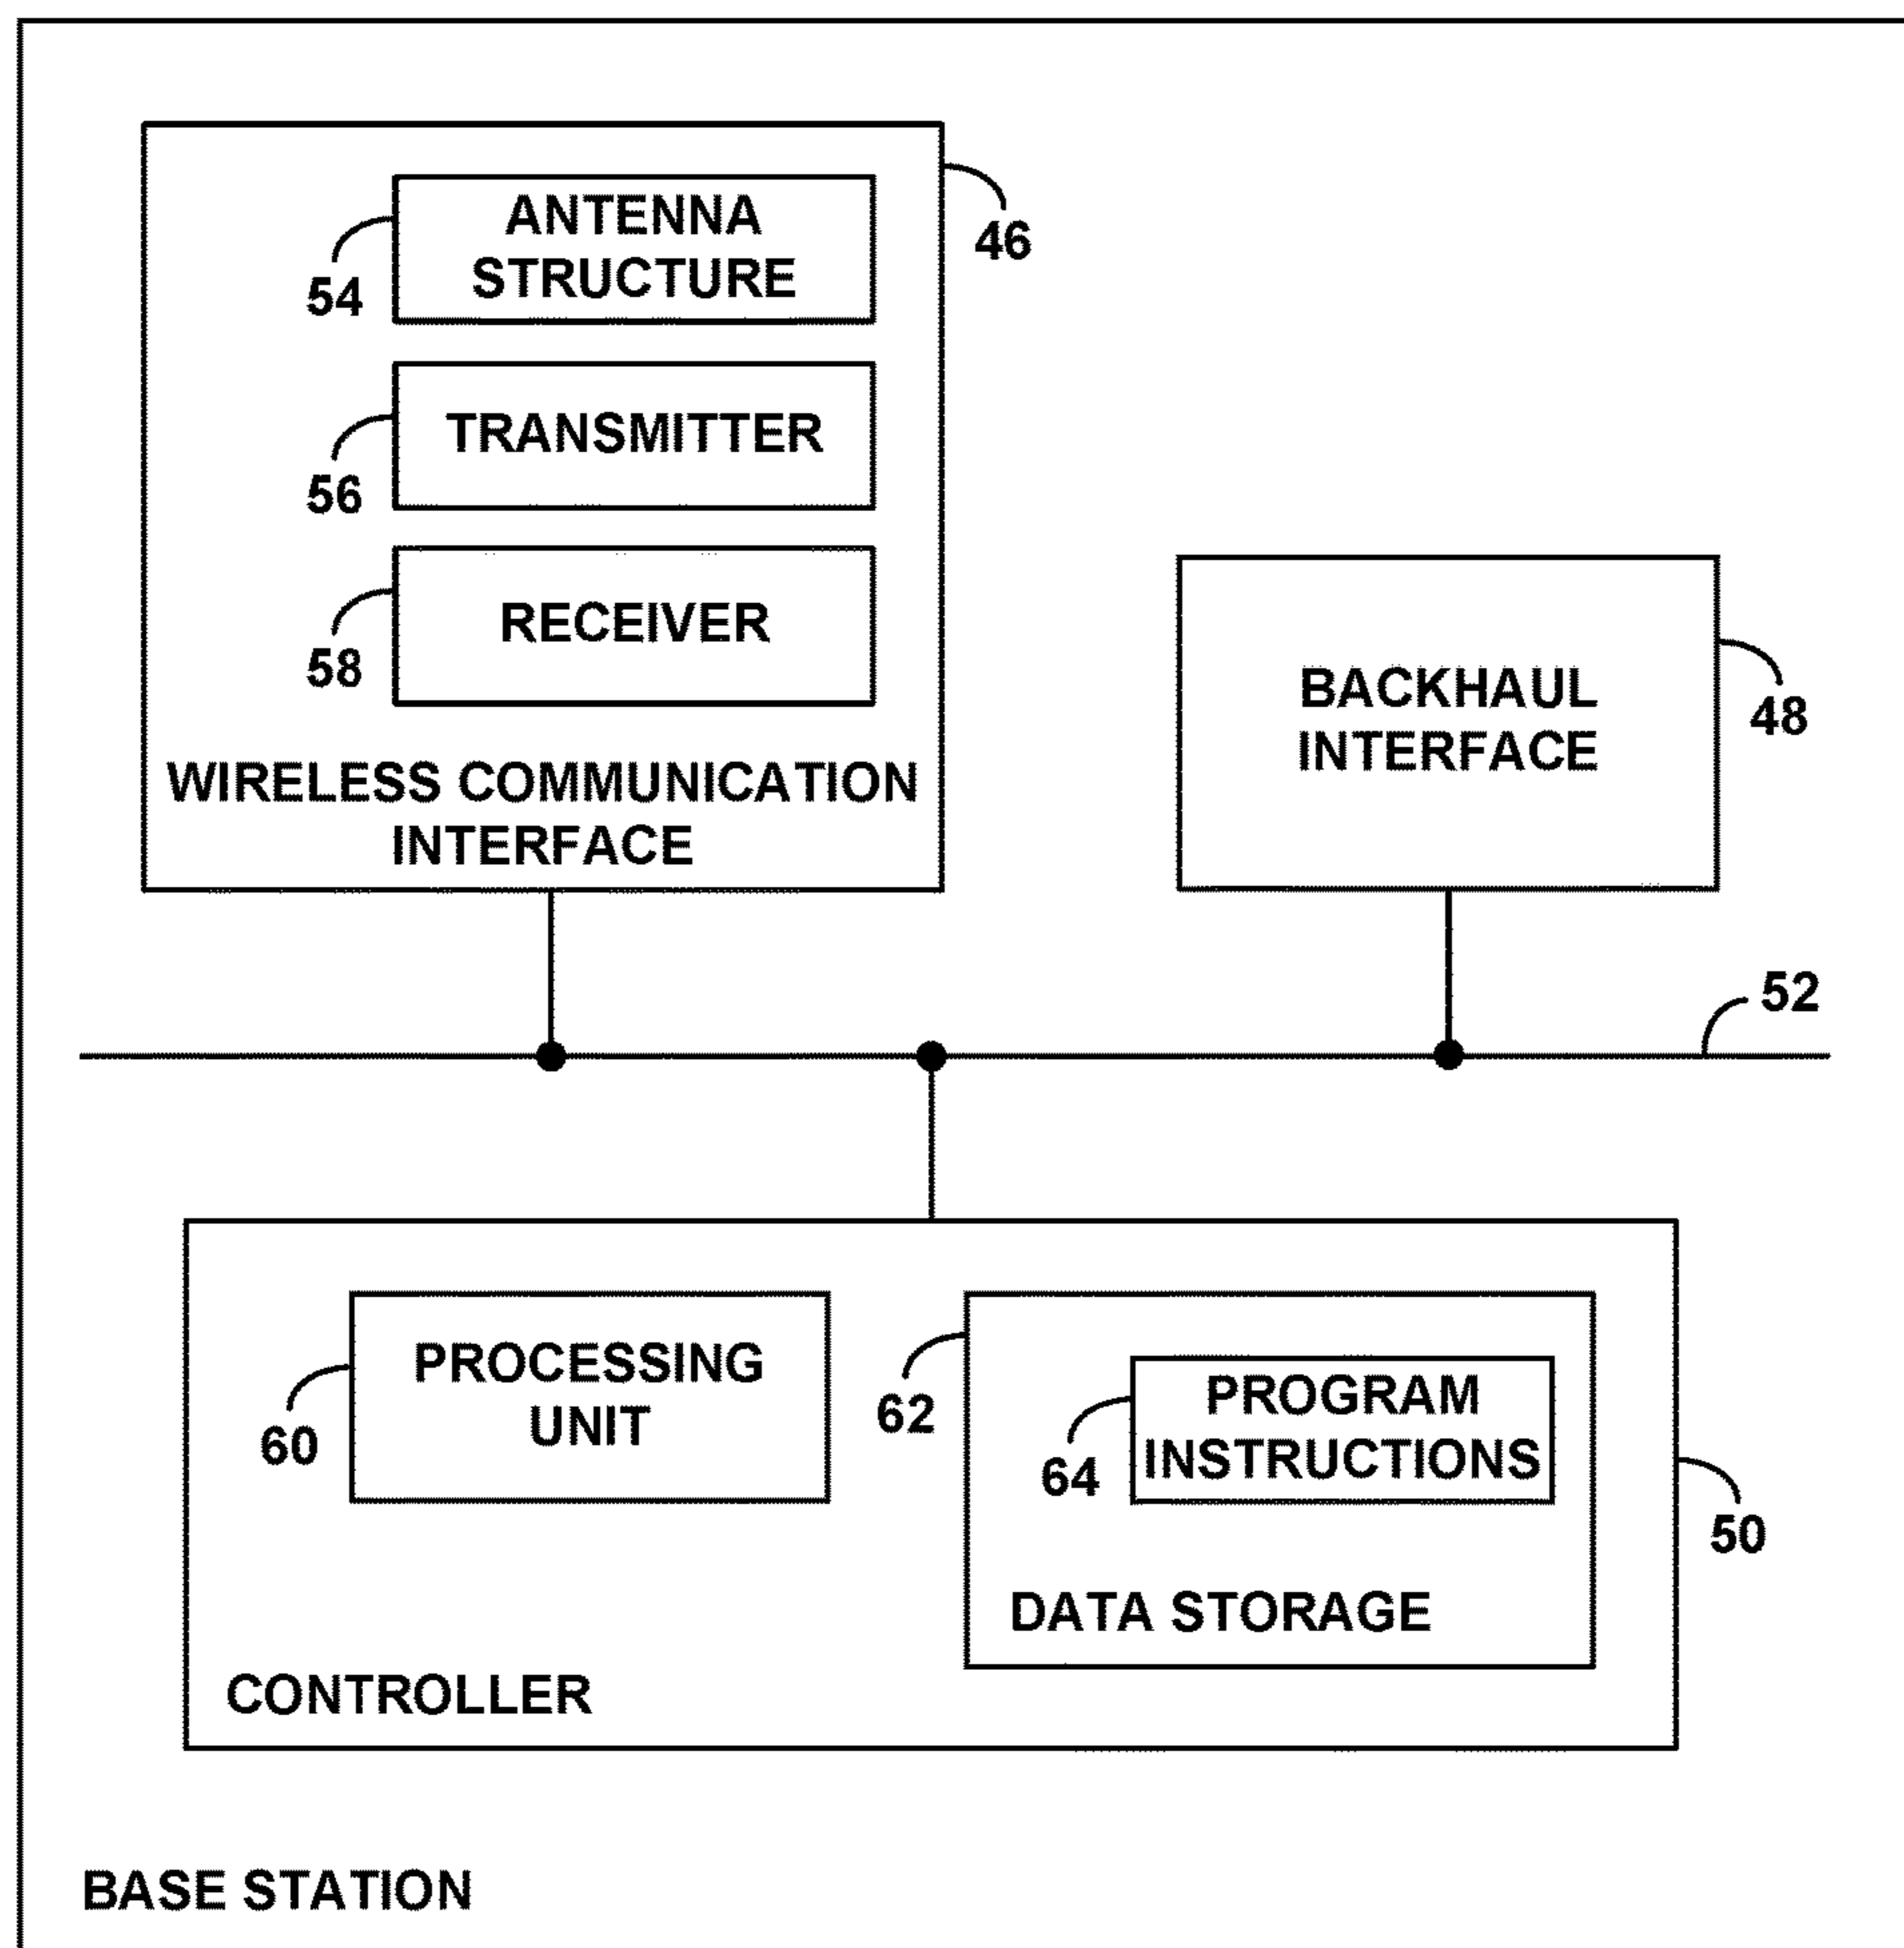 ANTENNA
STRUCTURE
54
46
TRANSMITTER
56
RECEIVER
58
WIRELESS COMMUNICATION
INTERFACE
BACKHAUL
INTERFACE
48
52
PROCESSING
UNIT
60
62
PROGRAM
INSTRUCTIONS
64
50
DATA STORAGE
CONTROLLER
BASE STATION